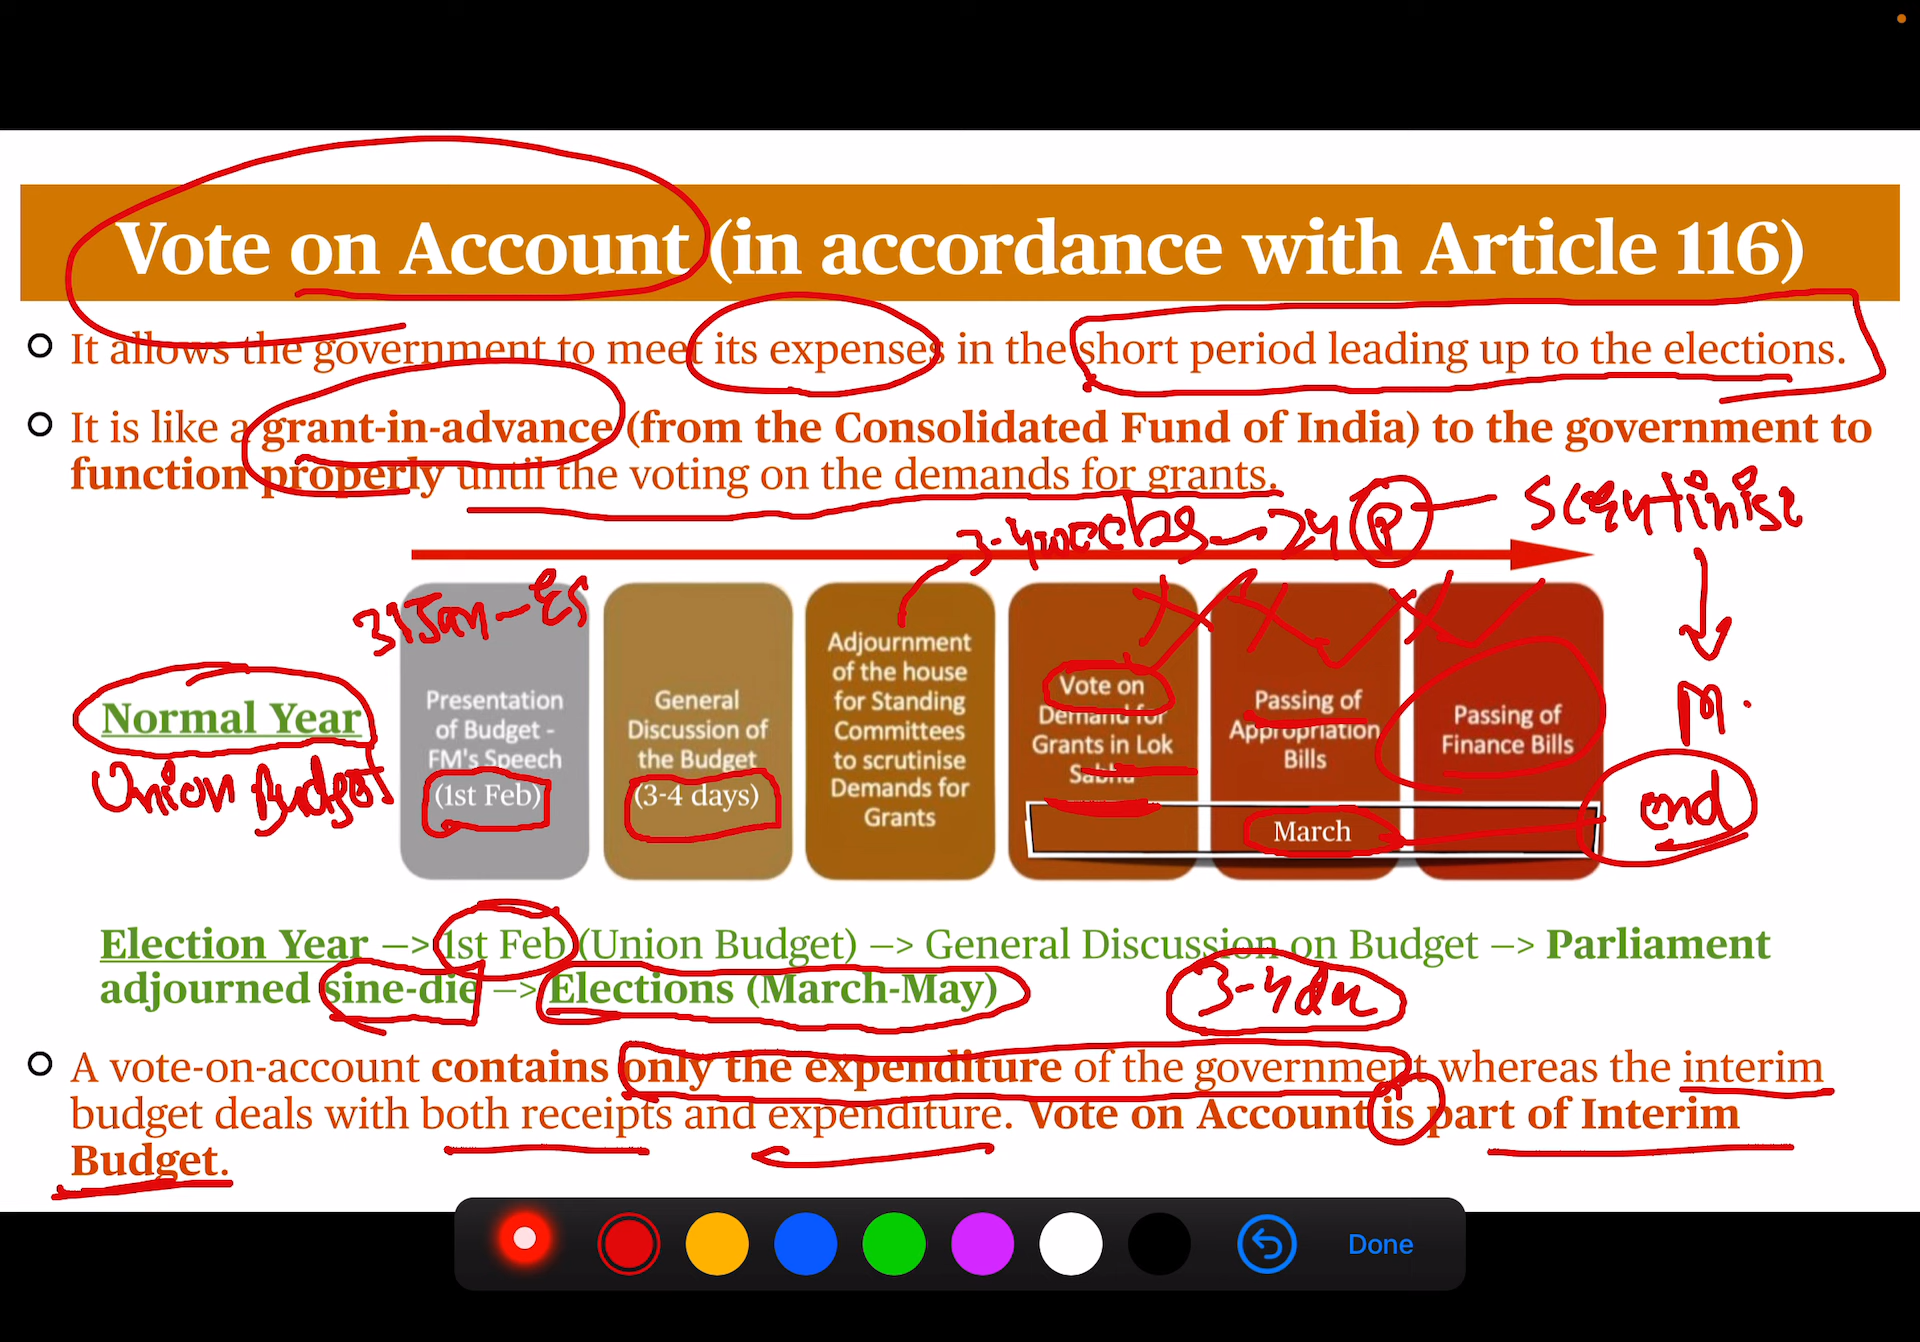 Vote on Account (in accordance with Article 116)
It allows the government to meet its expenses in the short period leading up to the elections.
It is like a grant-in-advance (from the Consolidated Fund of India) to the government to
function properly until the voting on the demands for grants.
3-4 weeks – 24 P – Scrutinise
31 Jan – ES
Presentation
of Budget -
FM's Speech
(1st Feb)
General
Discussion of
the Budget
(3-4 days)
Adjournment
of the house
for Standing
Committees
to scrutinise
Demands for
Grants
Vote on
Demand for
Grants in Lok
Sabha
Passing of
Appropriation
Bills
Passing of
Finance Bills
March
M.
end
Normal Year
Union Budget
Election Year —> 1st Feb (Union Budget) —> General Discussion on Budget —> Parliament
adjourned sine-die —> Elections (March-May)
3-4
A vote-on-account contains only the expenditure of the government whereas the interim
budget deals with both receipts and expenditure. Vote on Account is part of Interim
Budget.
Done